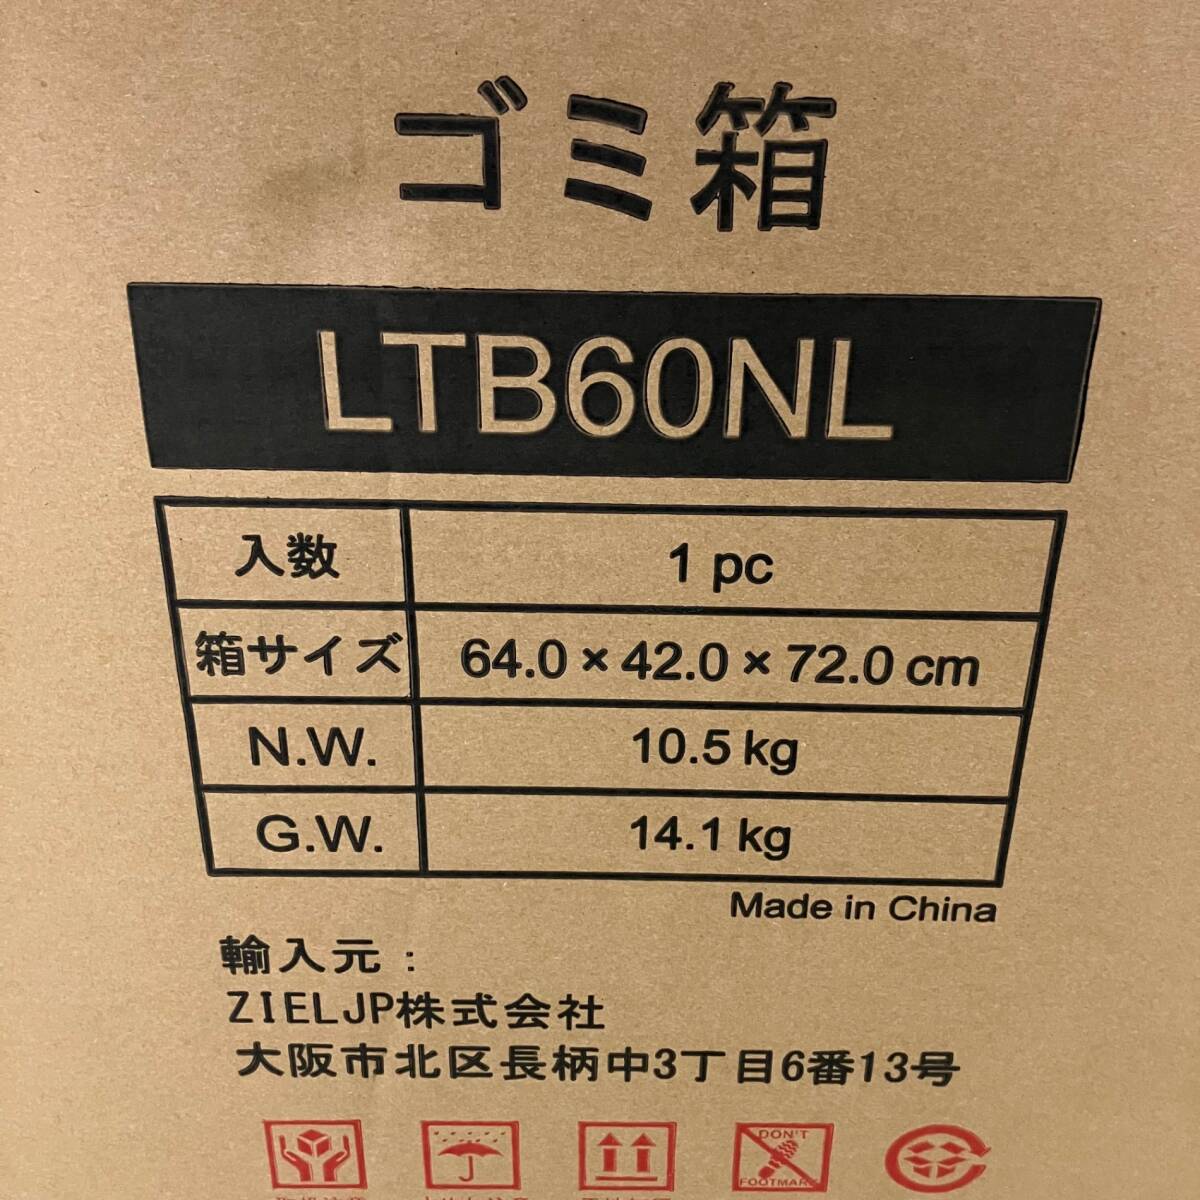 ゴミ箱
LTB60NL
入数 1 pc
箱サイズ 64.0 × 42.0 × 72.0 cm
N.W. 10.5 kg
G.W. 14.1 kg
Made in China
輸入元：
ZIELJP株式会社
大阪市北区長柄中3丁目6番13号
DON'T
FOOTMARK